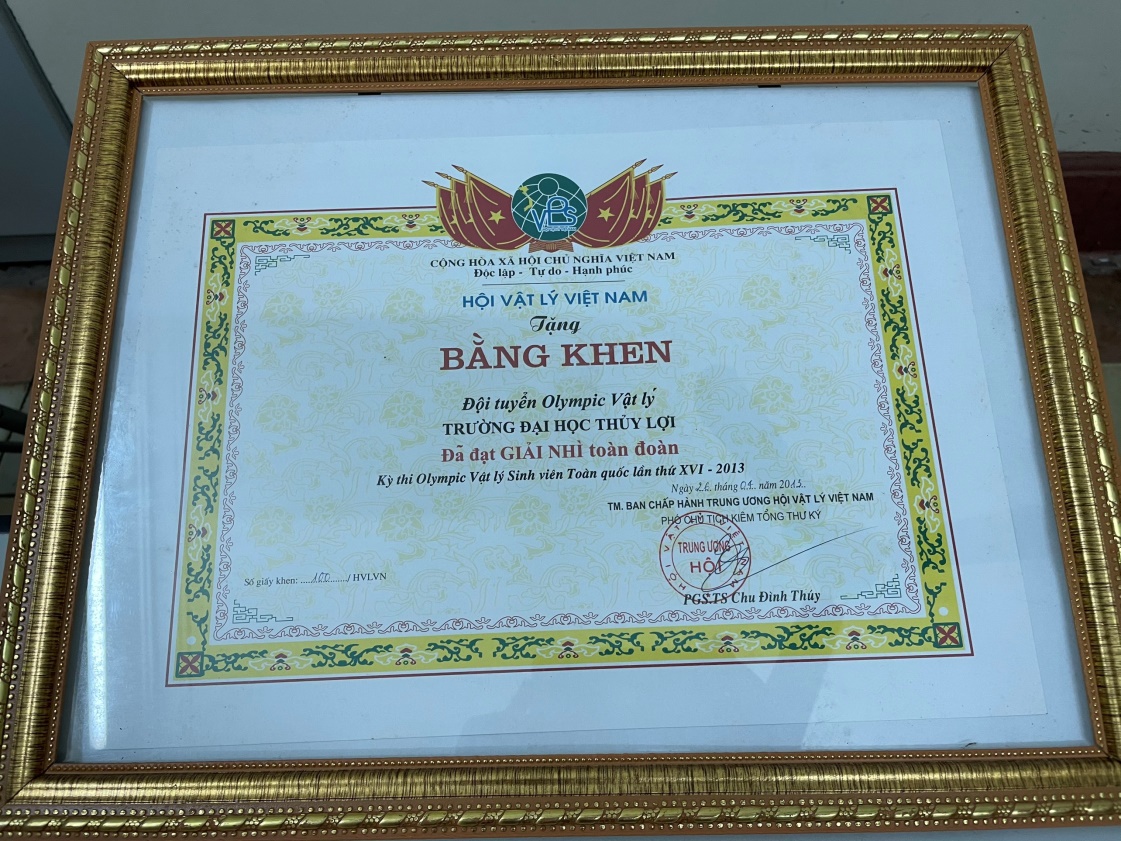 VPS
CỘNG HÒA XÃ HỘI CHỦ NGHĨA VIỆT NAM
Độc lập - Tự do - Hạnh phúc
HỘI VẬT LÝ VIỆT NAM
Tặng
BẰNG KHEN
Đội tuyển Olympic Vật lý
TRƯỜNG ĐẠI HỌC THỦY LỢI
Đã đạt GIẢI NHÌ toàn đoàn
Kỳ thi Olympic Vật lý Sinh viên Toàn quốc lần thứ XVI - 2013
Ngày 26 tháng 04 năm 2013
TM. BAN CHẤP HÀNH TRUNG ƯƠNG HỘI VẬT LÝ VIỆT NAM
PHÓ CHỦ TỊCH KIÊM TỔNG THƯ KÝ
TRUNG ƯƠNG
HỘI
Số giấy khen: ....100......./ HVLVN
PGS.TS Chu Đình Thúy